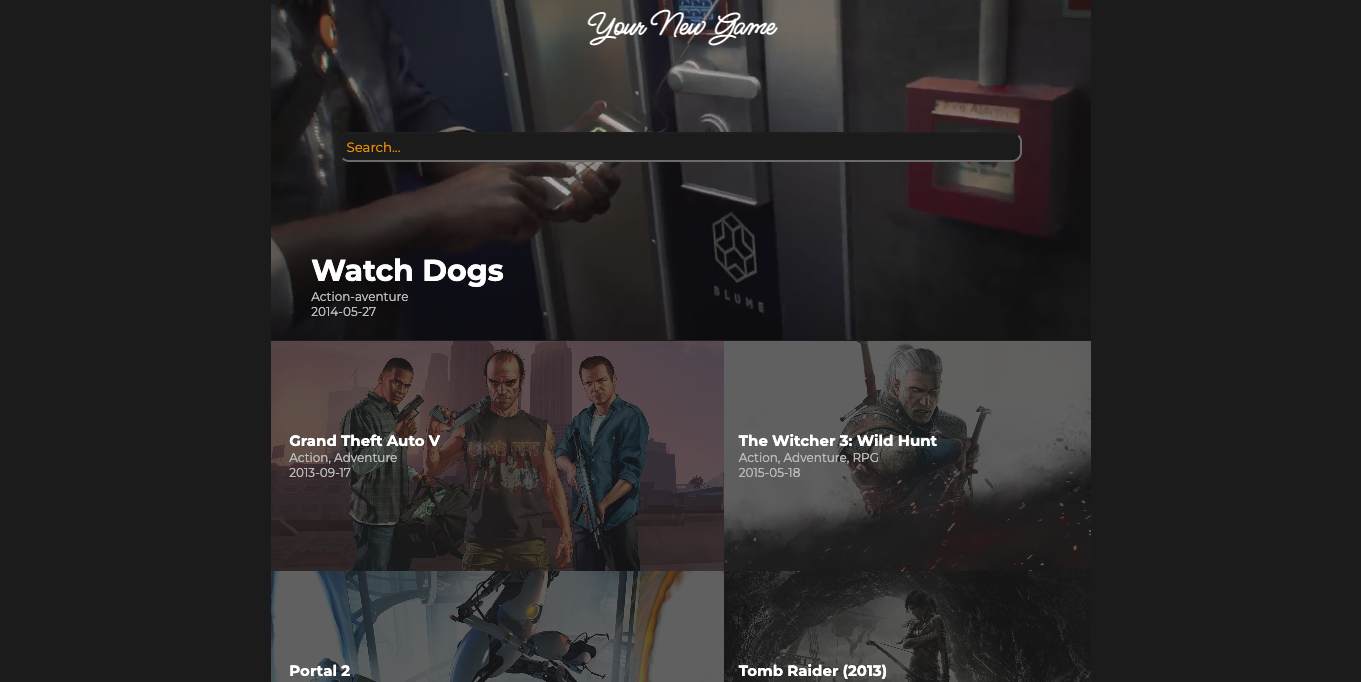 Your New Game
Search...
BLUME
Watch Dogs
Action-aventure
2014-05-27
Grand Theft Auto V
Action, Adventure
2013-09-17
The Witcher 3: Wild Hunt
Action, Adventure, RPG
2015-05-18
Portal 2
Tomb Raider (2013)